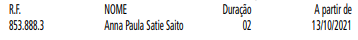 R.F. NOME Duração A partir de
853.888.3 Anna Paula Satie Saito 02 13/10/2021